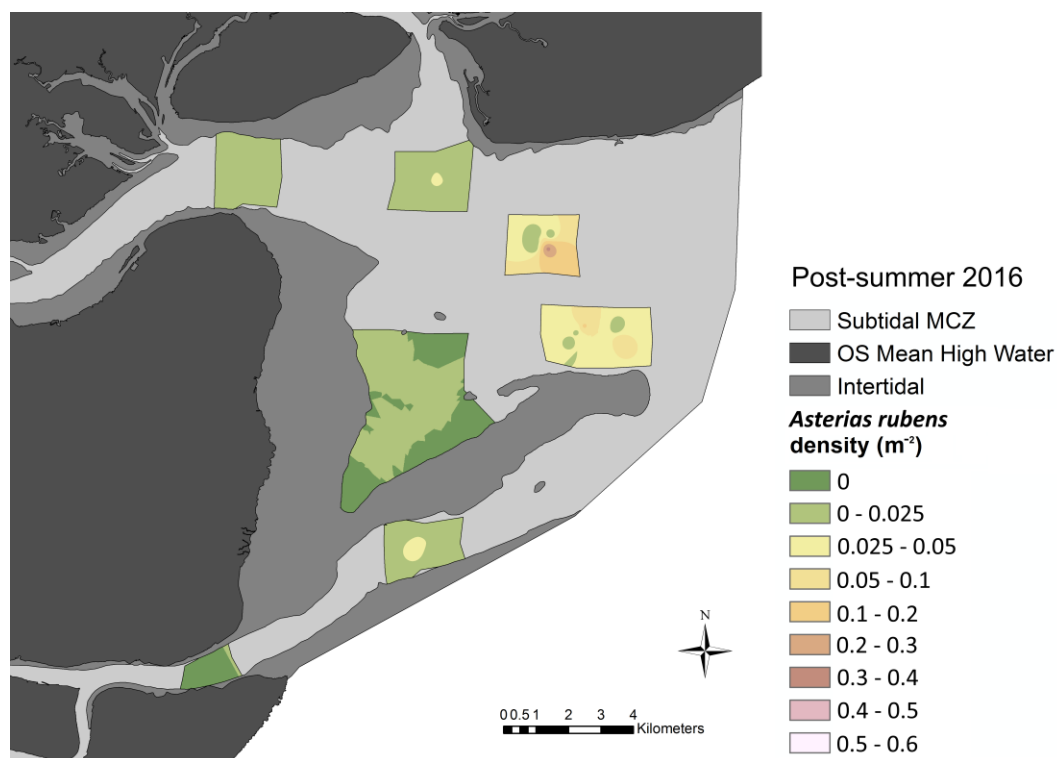 Post-summer 2016
Subtidal MCZ
OS Mean High Water
Intertidal
Asterias rubens
density (m⁻²)
0
0 - 0.025
0.025 - 0.05
0.05 - 0.1
0.1 - 0.2
0.2 - 0.3
0.3 - 0.4
0.4 - 0.5
0.5 - 0.6
N
0 0.5 1 2 3 4
Kilometers